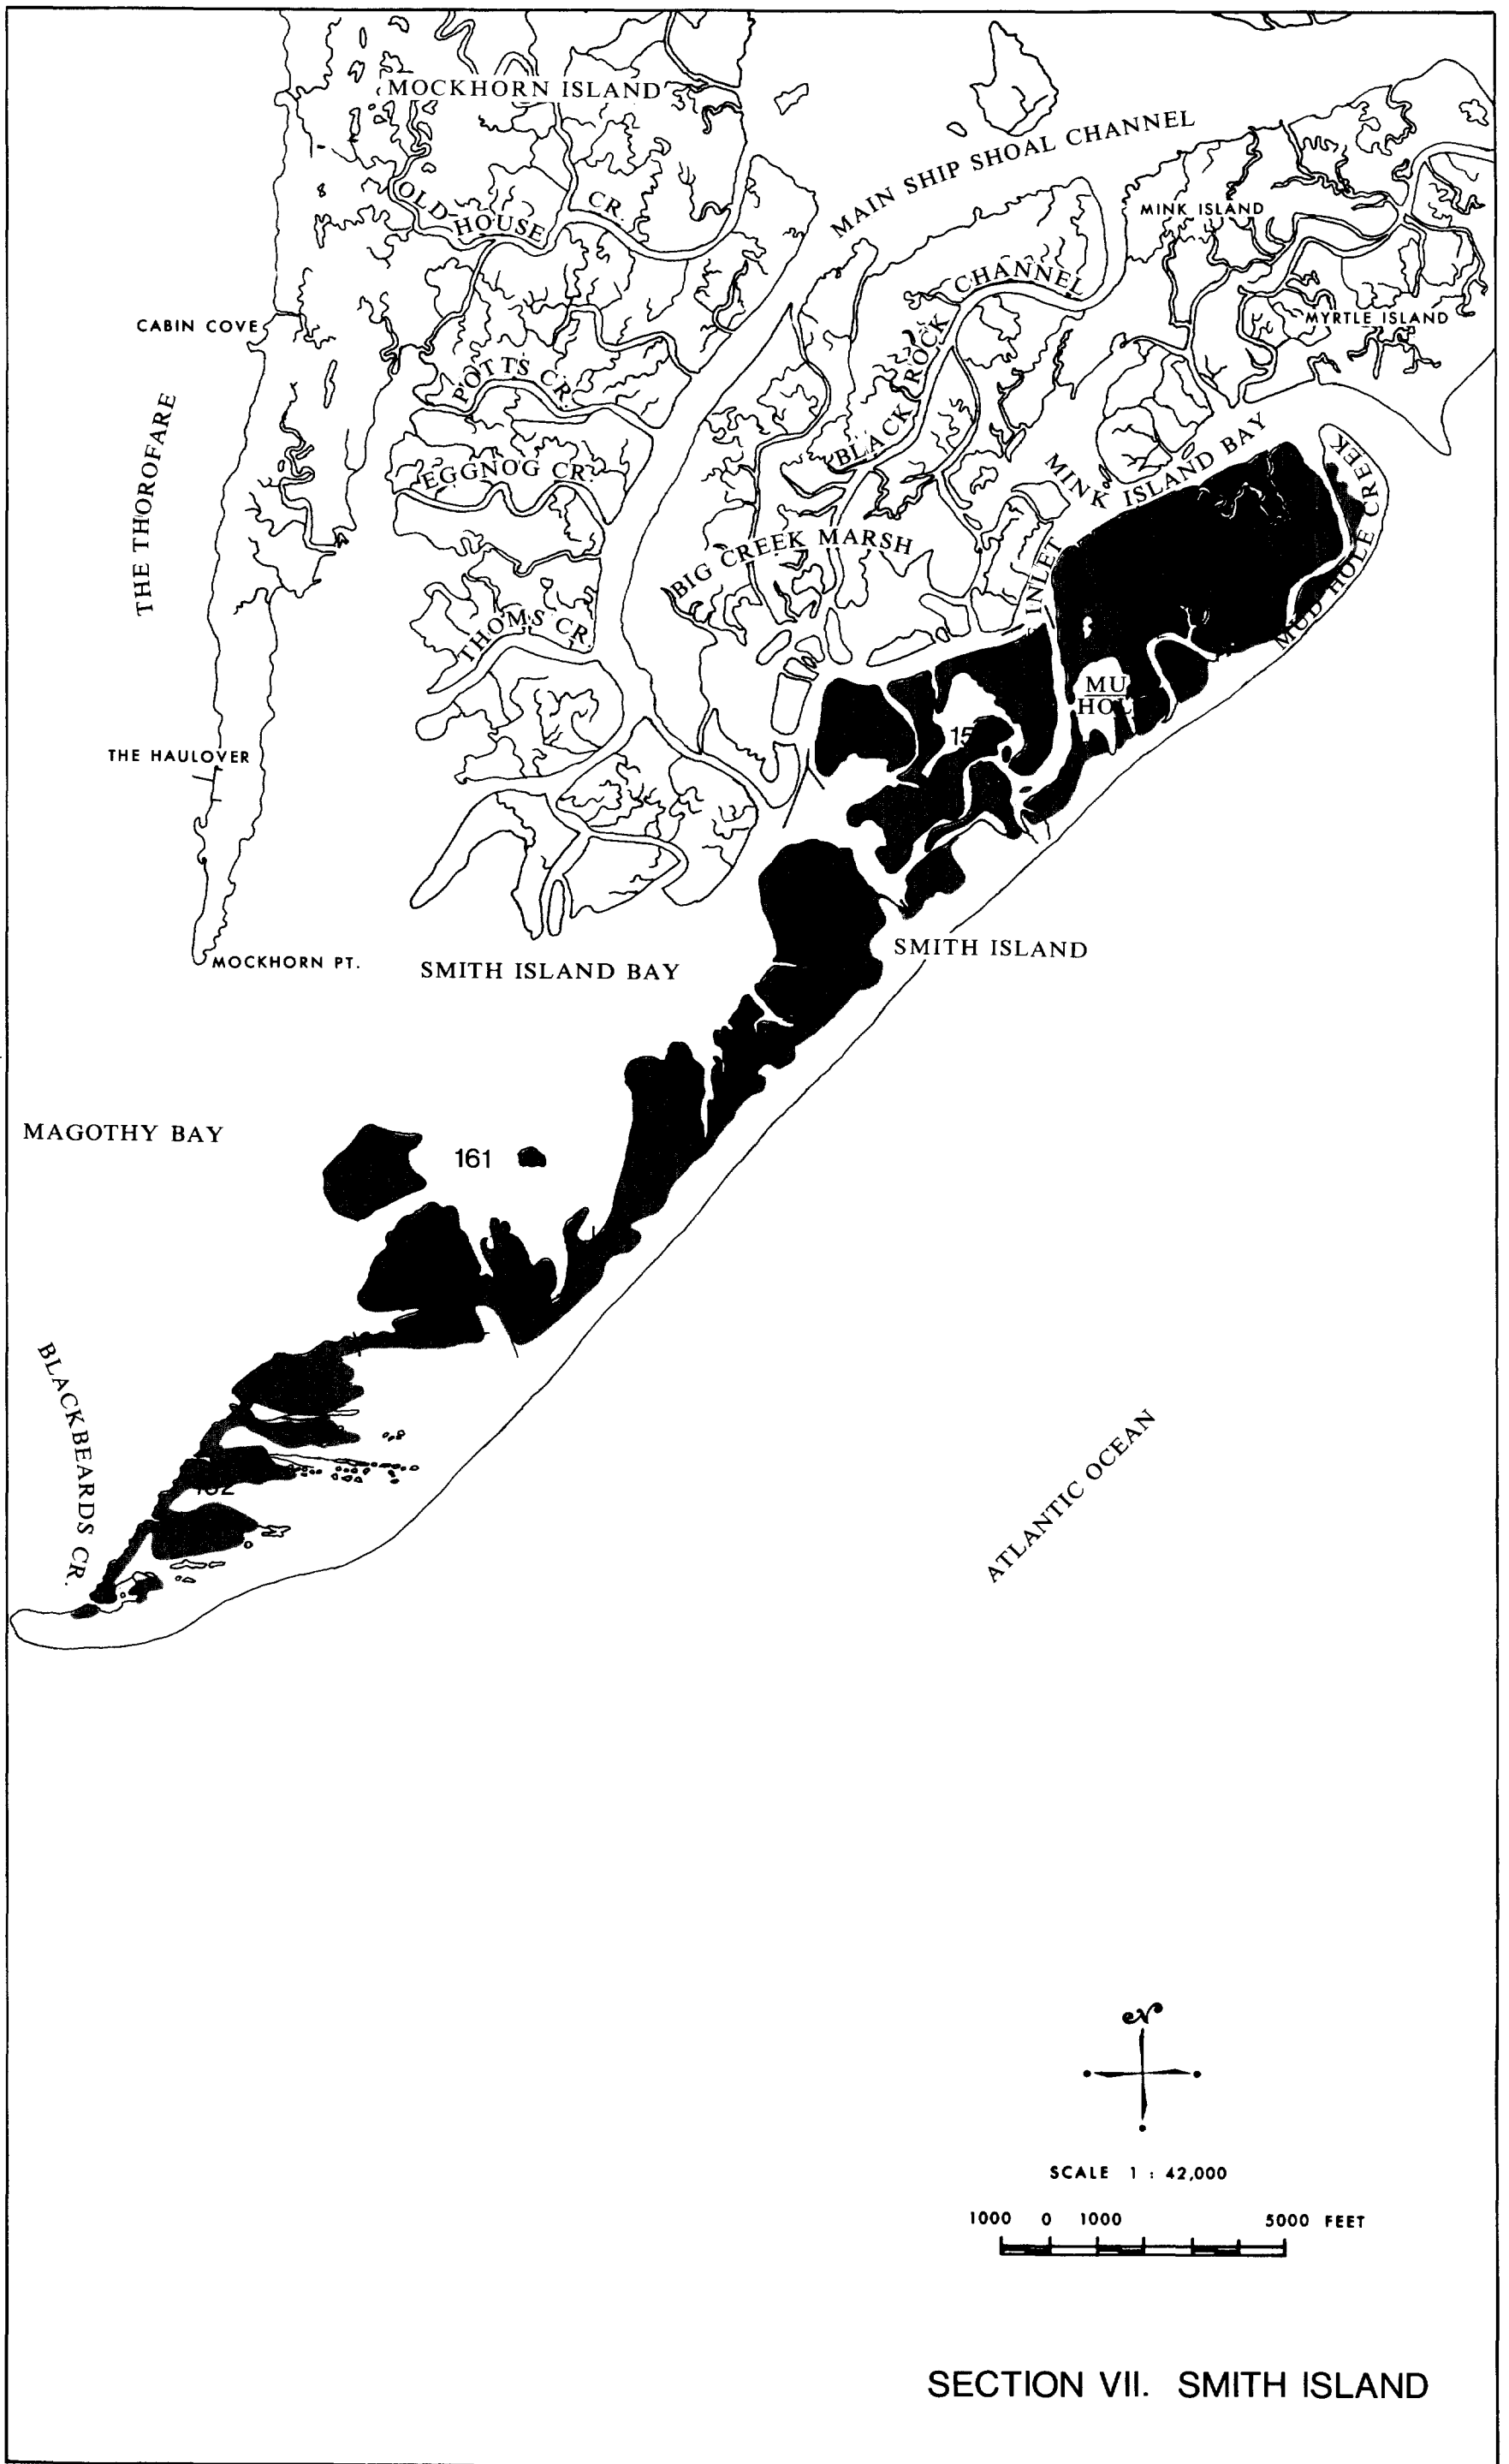 MOCKHORN ISLAND
MAIN SHIP SHOAL CHANNEL
OLD HOUSE CR.
MINK ISLAND
BLACK ROCK CHANNEL
CABIN COVE
MYRTLE ISLAND
POTTS CR.
THE THOROFARE
EGGNOG CR.
MINK ISLAND BAY
MUD HOLE CREEK
BIG CREEK MARSH
INLET
THOMS CR.
MU
HOL
15
THE HAULOVER
SMITH ISLAND
MOCKHORN PT.
SMITH ISLAND BAY
MAGOTHY BAY
161
BLACKBEARDS CR.
ATLANTIC OCEAN
N
SCALE 1 : 42,000
1000 0 1000 5000 FEET
SECTION VII. SMITH ISLAND